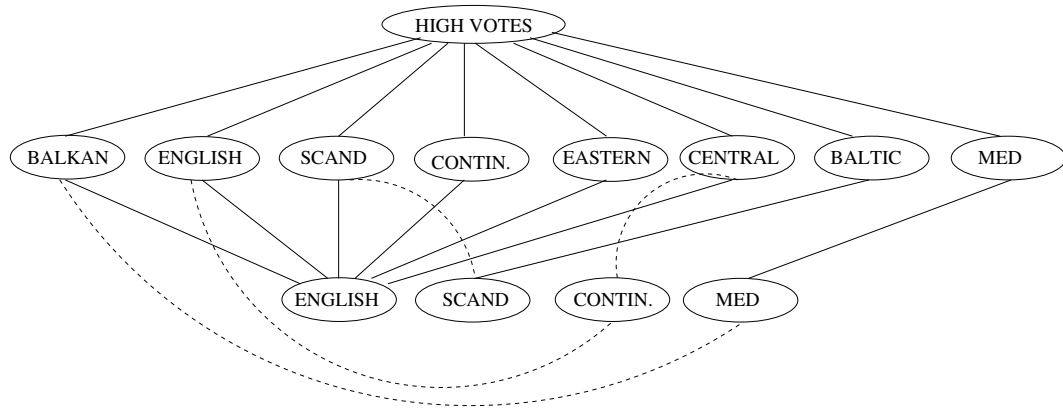 HIGH VOTES
BALKAN ENGLISH SCAND CONTIN. EASTERN CENTRAL BALTIC MED
ENGLISH SCAND CONTIN. MED